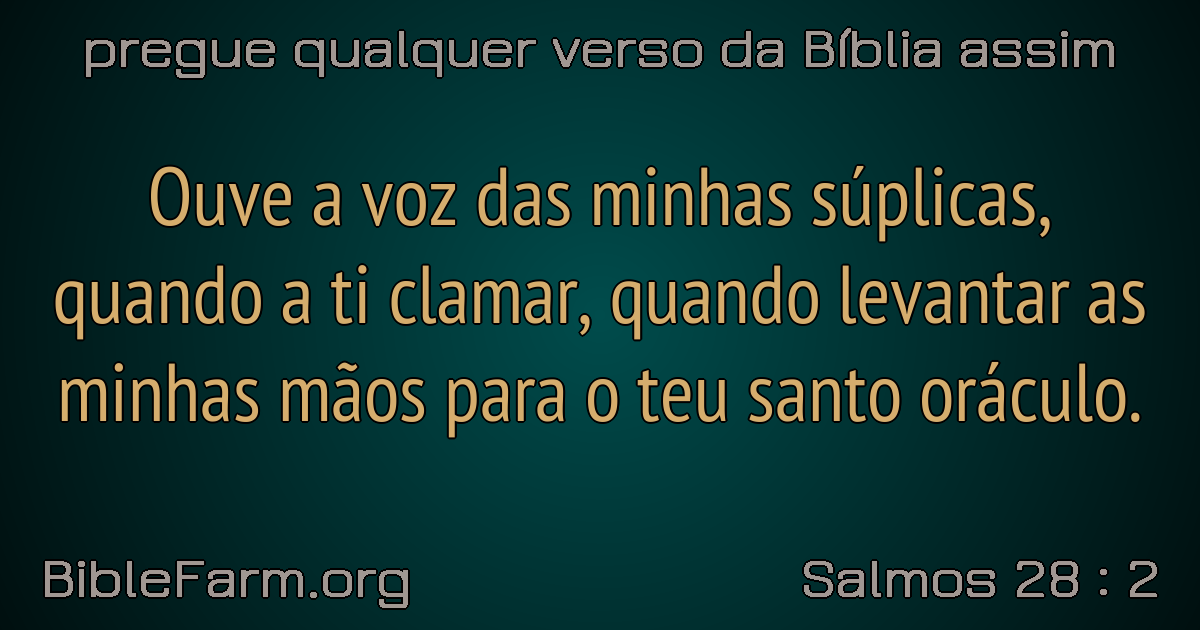 pregue qualquer verso da Bíblia assim
Ouve a voz das minhas súplicas,
quando a ti clamar, quando levantar as
minhas mãos para o teu santo oráculo.
BibleFarm.org
Salmos 28 : 2